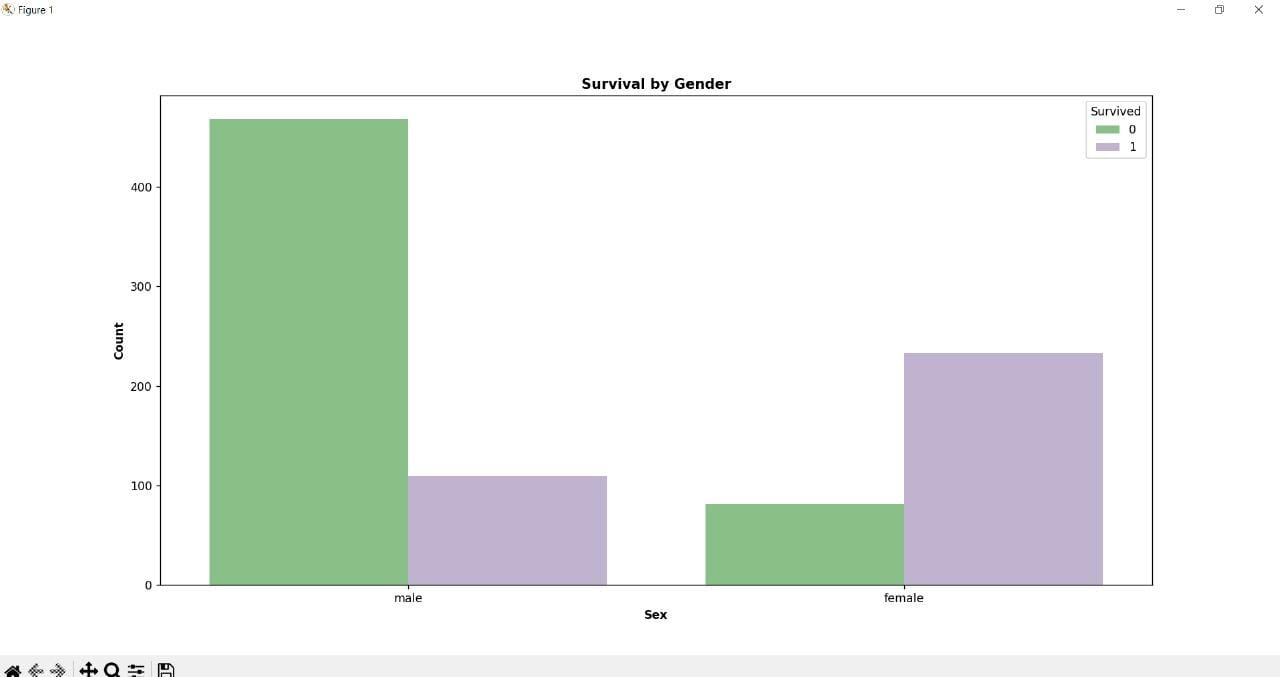 Figure 1
Survival by Gender
Survived
0
1
400
300
200
100
0
Count
male
female
Sex